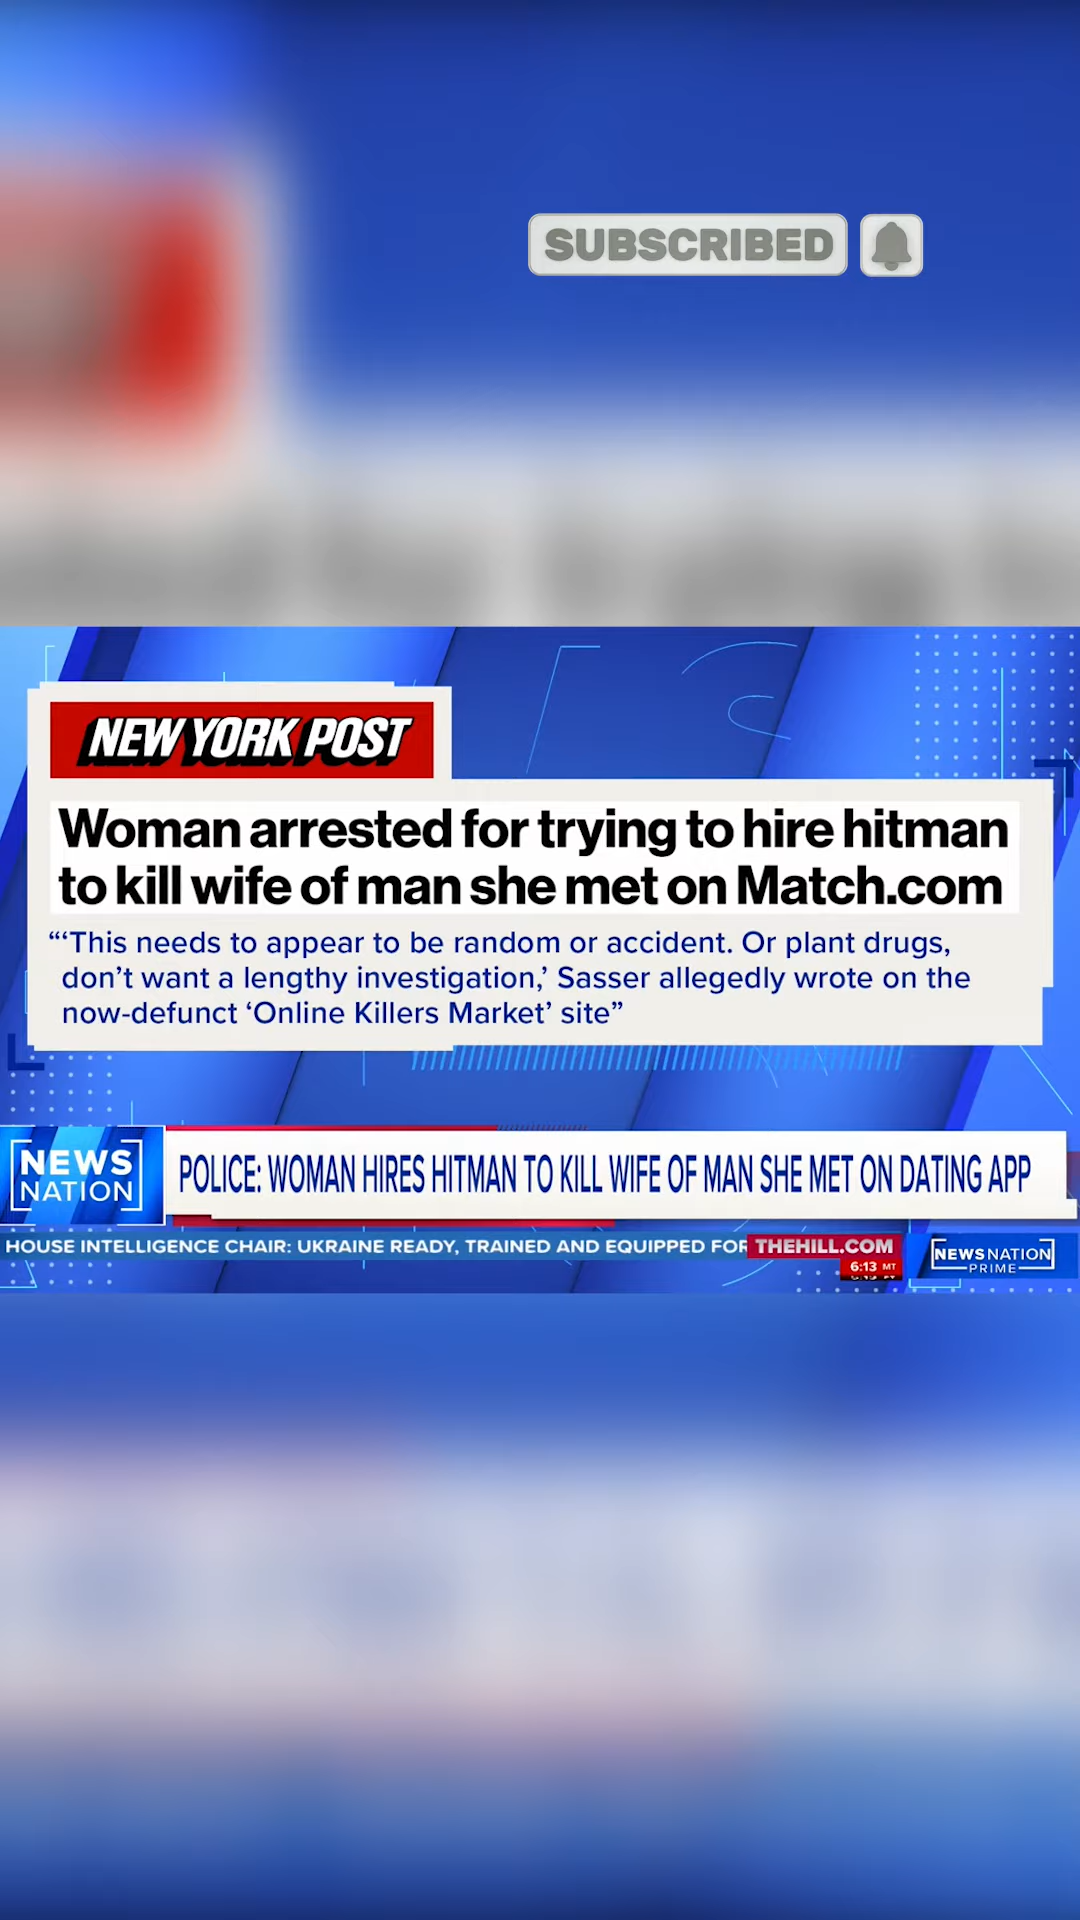 SUBSCRIBED
NEW YORK POST
Woman arrested for trying to hire hitman
to kill wife of man she met on Match.com
“‘This needs to appear to be random or accident. Or plant drugs,
don’t want a lengthy investigation,’ Sasser allegedly wrote on the
now-defunct ‘Online Killers Market’ site”
NEWS
NATION
POLICE: WOMAN HIRES HITMAN TO KILL WIFE OF MAN SHE MET ON DATING APP
HOUSE INTELLIGENCE CHAIR: UKRAINE READY, TRAINED AND EQUIPPED FOR
THEHILL.COM
6:13 MT
NEWSNATION
PRIME